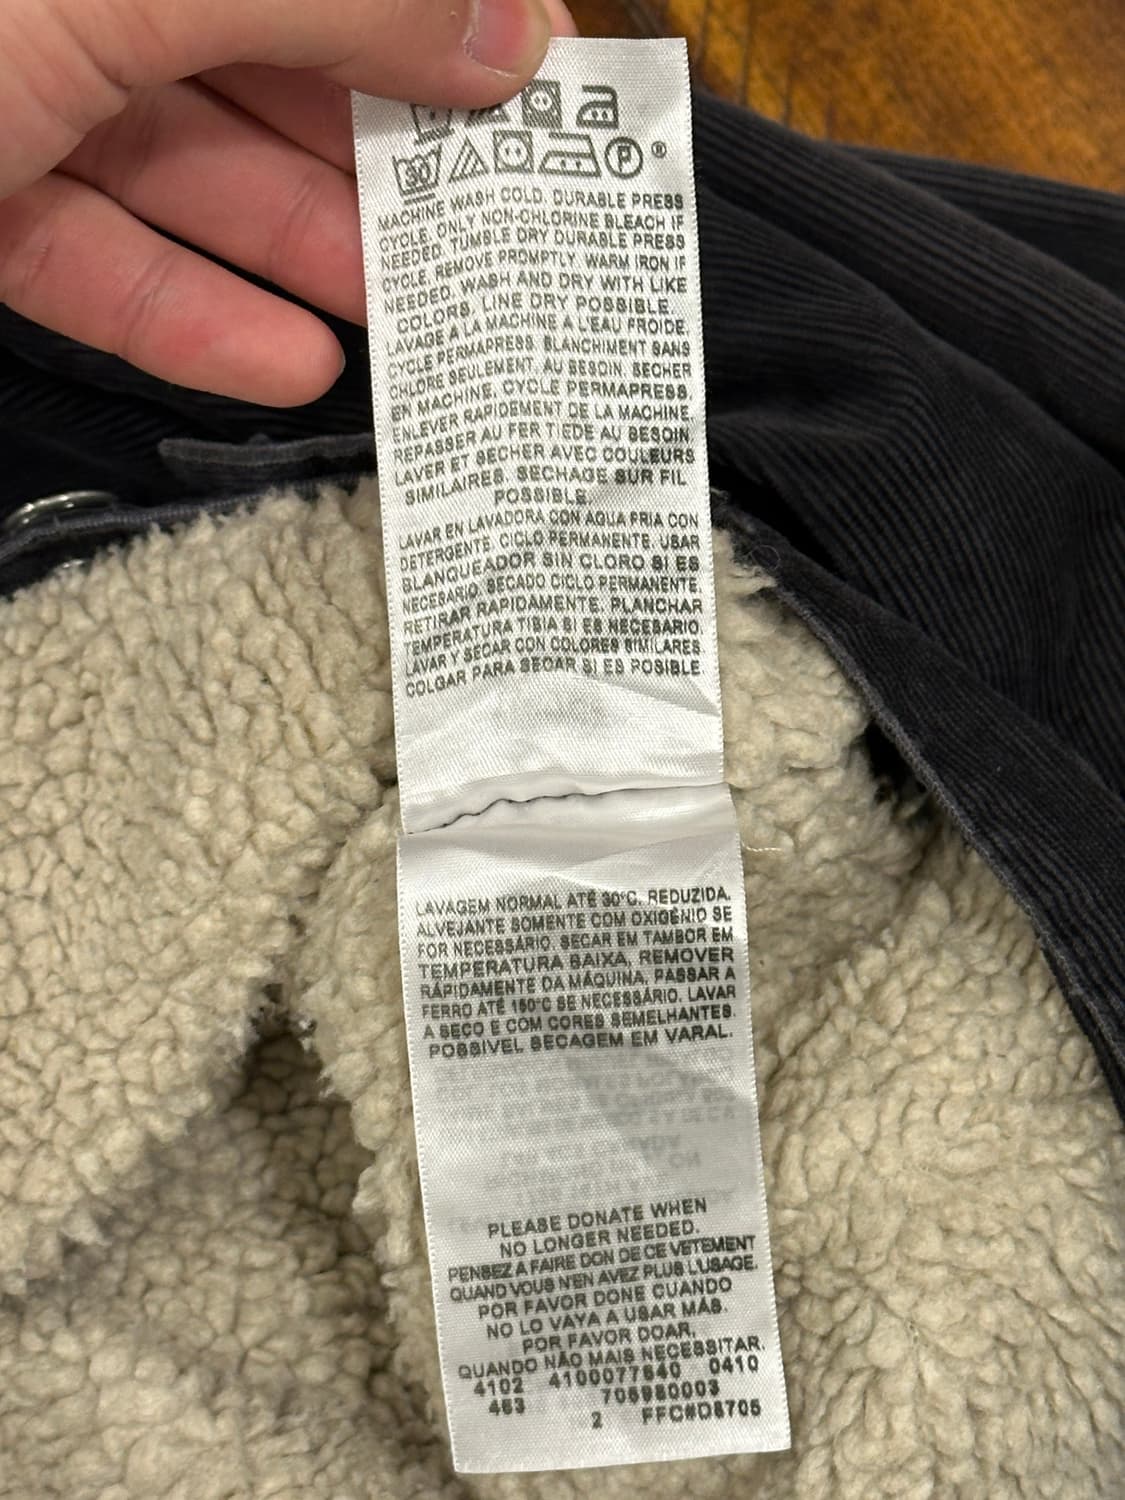 30 P ®
MACHINE WASH COLD. DURABLE PRESS
CYCLE. ONLY NON-CHLORINE BLEACH IF
NEEDED. TUMBLE DRY DURABLE PRESS
CYCLE. REMOVE PROMPTLY. WARM IRON IF
NEEDED. WASH AND DRY WITH LIKE
COLORS. LINE DRY POSSIBLE.
LAVAGE A LA MACHINE A L'EAU FROIDE,
CYCLE PERMAPRESS. BLANCHIMENT SANS
CHLORE SEULEMENT, AU BESOIN. SECHER
EN MACHINE, CYCLE PERMAPRESS.
ENLEVER RAPIDEMENT DE LA MACHINE.
REPASSER AU FER TIEDE AU BESOIN
LAVER ET SECHER AVEC COULEURS
SIMILAIRES. SECHAGE SUR FIL
POSSIBLE.
LAVAR EN LAVADORA CON AGUA FRIA CON
DETERGENTE. CICLO PERMANENTE. USAR
BLANQUEADOR SIN CLORO SI ES
NECESARIO. SECADO CICLO PERMANENTE.
RETIRAR RAPIDAMENTE. PLANCHAR
TEMPERATURA TIBIA SI ES NECESARIO.
LAVAR Y SECAR CON COLORES SIMILARES.
COLGAR PARA SECAR SI ES POSIBLE.
LAVAGEM NORMAL ATÉ 30°C. REDUZIDA.
ALVEJANTE SOMENTE COM OXIGÊNIO SE
FOR NECESSÁRIO. SECAR EM TAMBOR EM
TEMPERATURA BAIXA, REMOVER
RÁPIDAMENTE DA MÁQUINA, PASSAR A
FERRO ATÉ 150°C SE NECESSÁRIO. LAVAR
A SECO E COM CORES SEMELHANTES.
POSSIVEL SECAGEM EM VARAL.
PLEASE DONATE WHEN
NO LONGER NEEDED.
PENSEZ A FAIRE DON DE CE VETEMENT
QUAND VOUS N'EN AVEZ PLUS L'USAGE.
POR FAVOR DONE CUANDO
NO LO VAYA A USAR MÁS.
POR FAVOR DOAR,
QUANDO NÃO MAIS NECESSITAR.
4102 4100077640 0410
463 705980003
2 FFC#D8705